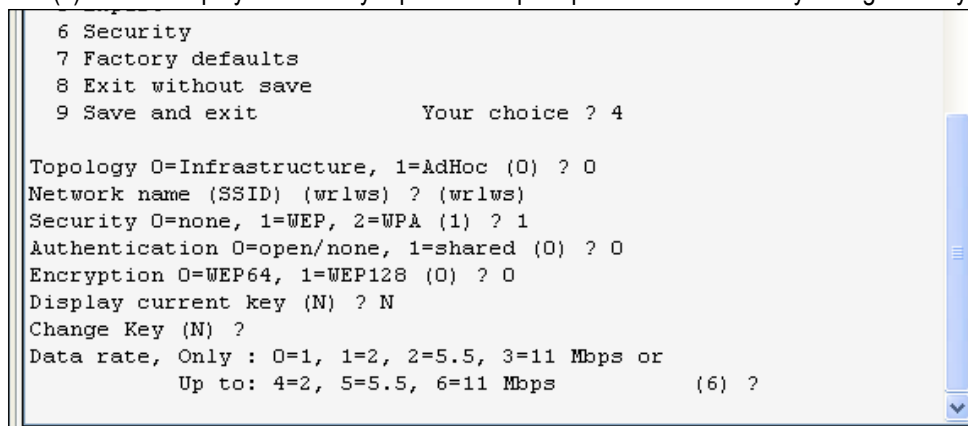 6 Security
7 Factory defaults
8 Exit without save
9 Save and exit Your choice ? 4
Topology 0=Infrastructure, 1=AdHoc (0) ? 0
Network name (SSID) (wrlws) ? (wrlws)
Security 0=none, 1=WEP, 2=WPA (1) ? 1
Authentication 0=open/none, 1=shared (0) ? 0
Encryption 0=WEP64, 1=WEP128 (0) ? 0
Display current key (N) ? N
Change Key (N) ?
Data rate, Only : 0=1, 1=2, 2=5.5, 3=11 Mbps or
Up to: 4=2, 5=5.5, 6=11 Mbps (6) ?